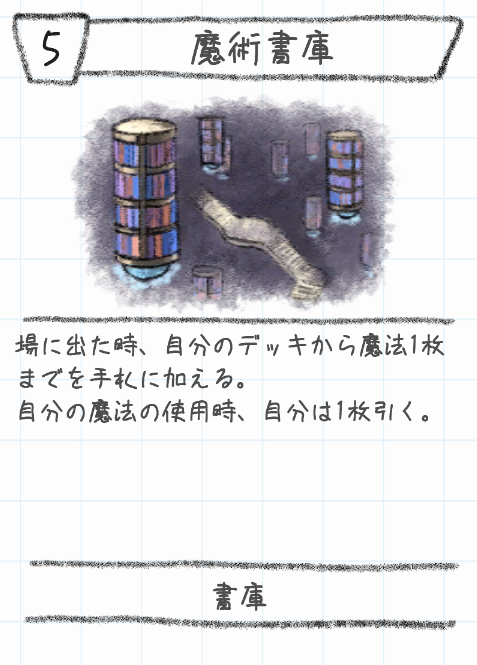 5
魔術書庫
場に出た時、自分のデッキから魔法1枚
までを手札に加える。
自分の魔法の使用時、自分は1枚引く。
書庫